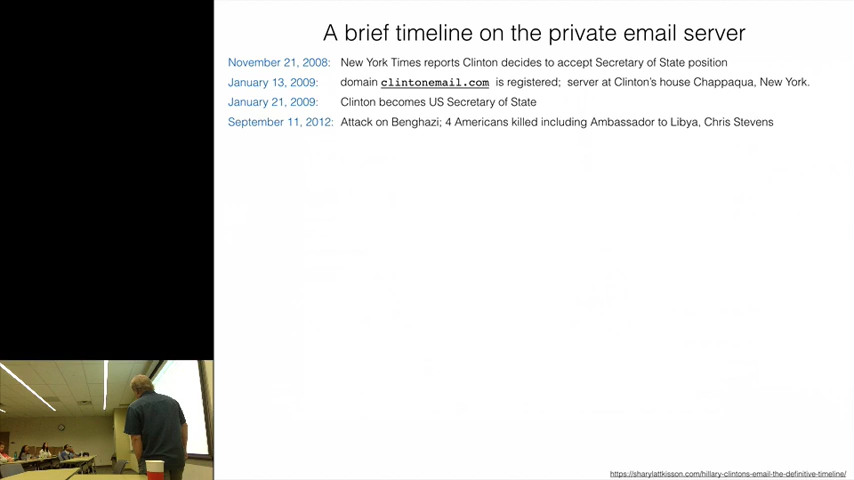 A brief timeline on the private email server
November 21, 2008: New York Times reports Clinton decides to accept Secretary of State position
January 13, 2009: domain clintonemail.com is registered; server at Clinton's house Chappaqua, New York.
January 21, 2009: Clinton becomes US Secretary of State
September 11, 2012: Attack on Benghazi; 4 Americans killed including Ambassador to Libya, Chris Stevens
https://sharylattkisson.com/hillary-clintons-email-the-definitive-timeline/